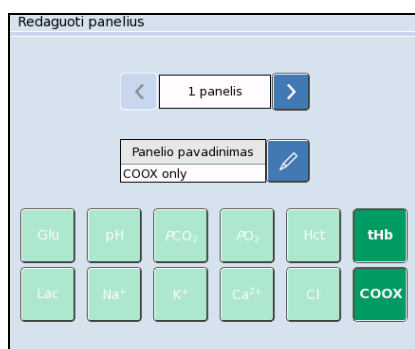 Redaguoti panelius
1 panelis
Panelio pavadinimas
COOX only
Glu pH PCO₂ PO₂ Hct tHb
Lac Na⁺ K⁺ Ca²⁺ Cl⁻ COOX